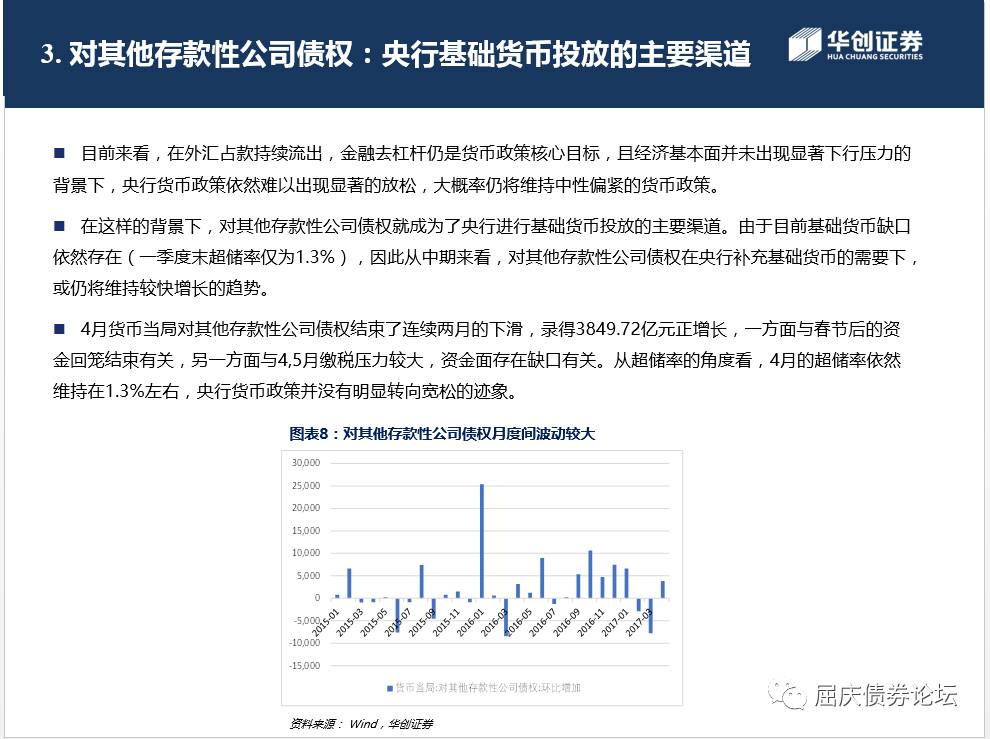 3. 对其他存款性公司债权：央行基础货币投放的主要渠道
华创证券
HUA CHUANG SECURITIES
■ 目前来看，在外汇占款持续流出，金融去杠杆仍是货币政策核心目标，且经济基本面并未出现显著下行压力的
背景下，央行货币政策依然难以出现显著的放松，大概率仍将维持中性偏紧的货币政策。
■ 在这样的背景下，对其他存款性公司债权就成为了央行进行基础货币投放的主要渠道。由于目前基础货币缺口
依然存在（一季度末超储率仅为1.3%），因此从中期来看，对其他存款性公司债权在央行补充基础货币的需要下，
或仍将维持较快增长的趋势。
■ 4月货币当局对其他存款性公司债权结束了连续两月的下滑，录得3849.72亿元正增长，一方面与春节后的资
金回笼结束有关，另一方面与4,5月缴税压力较大，资金面存在缺口有关。从超储率的角度看，4月的超储率依然
维持在1.3%左右，央行货币政策并没有明显转向宽松的迹象。
图表8：对其他存款性公司债权月度间波动较大
30,000
25,000
20,000
15,000
10,000
5,000
0
-5,000
-10,000
-15,000
2015-01
2015-03
2015-05
2015-07
2015-09
2015-11
2016-01
2016-03
2016-05
2016-07
2016-09
2016-11
2017-01
2017-03
货币当局:对其他存款性公司债权:环比增加
资料来源： Wind，华创证券
屈庆债券论坛